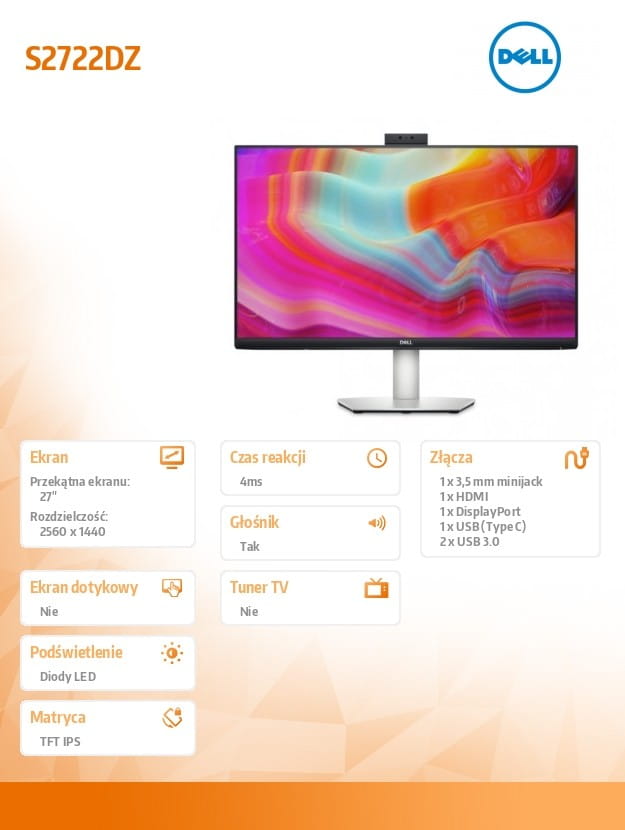 S2722DZ
DELL
DELL
Ekran
Przekątna ekranu:
27"
Rozdzielczość:
2560 x 1440
Czas reakcji
4ms
Głośnik
Tak
Złącza
1 x 3,5 mm minijack
1 x HDMI
1 x DisplayPort
1 x USB (Type C)
2 x USB 3.0
Ekran dotykowy
Nie
Tuner TV
Nie
Podświetlenie
Diody LED
Matryca
TFT IPS